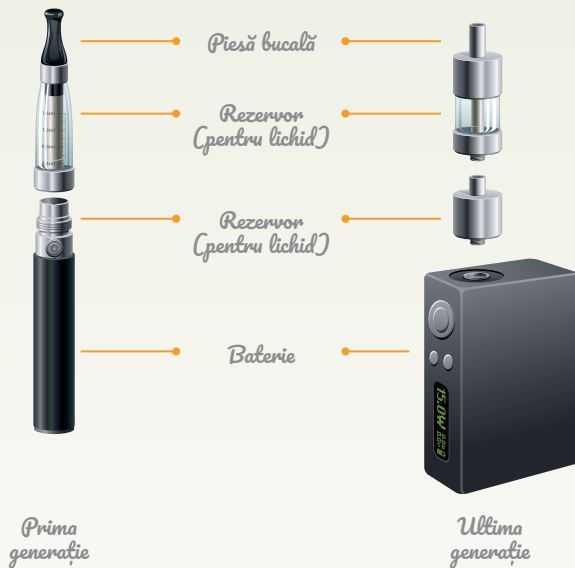 Piesă bucală
Rezervor
(pentru lichid)
Rezervor
(pentru lichid)
Baterie
15.0W
Prima
generație
Ultima
generație